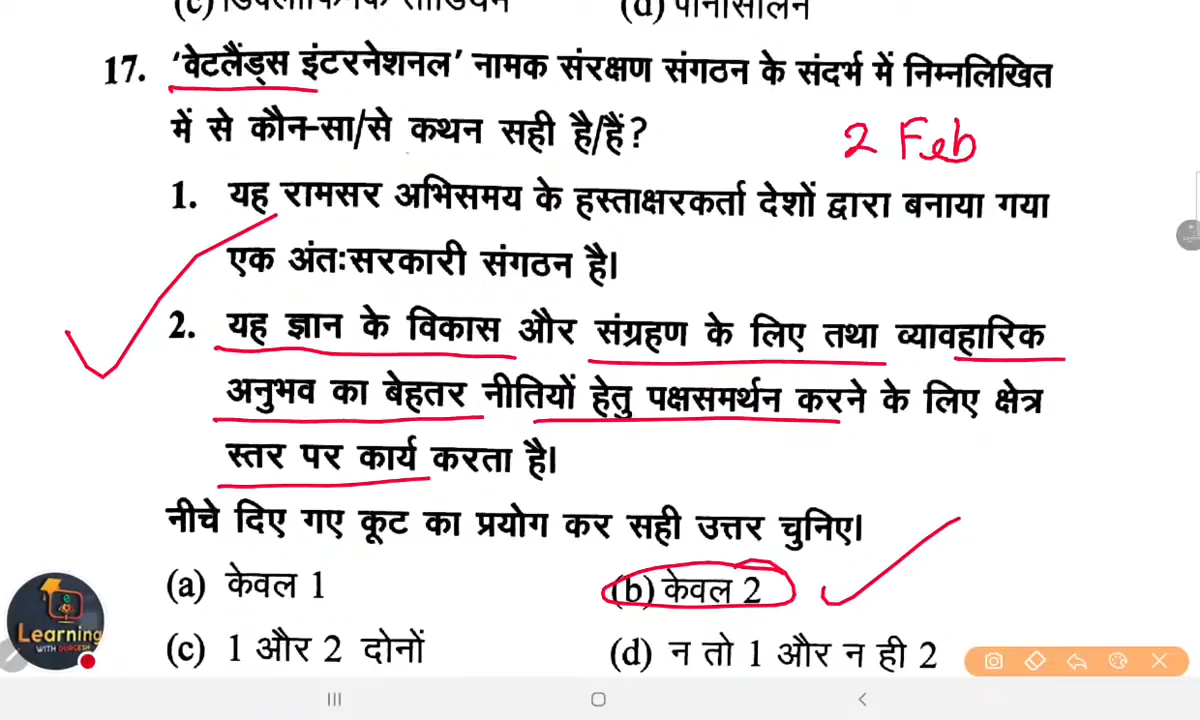 (c) डिक्लोफिनेक सोडियम (d) पेनीसिलिन
17. ‘वेटलैंड्स इंटरनेशनल’ नामक संरक्षण संगठन के संदर्भ में निम्नलिखित
में से कौन-सा/से कथन सही है/हैं?
2 Feb
1. यह रामसर अभिसमय के हस्ताक्षरकर्ता देशों द्वारा बनाया गया
एक अंतःसरकारी संगठन है।
2. यह ज्ञान के विकास और संग्रहण के लिए तथा व्यावहारिक
अनुभव का बेहतर नीतियों हेतु पक्षसमर्थन करने के लिए क्षेत्र
स्तर पर कार्य करता है।
नीचे दिए गए कूट का प्रयोग कर सही उत्तर चुनिए।
(a) केवल 1 (b) केवल 2
(c) 1 और 2 दोनों (d) न तो 1 और न ही 2
Learning
WITH DURGESH